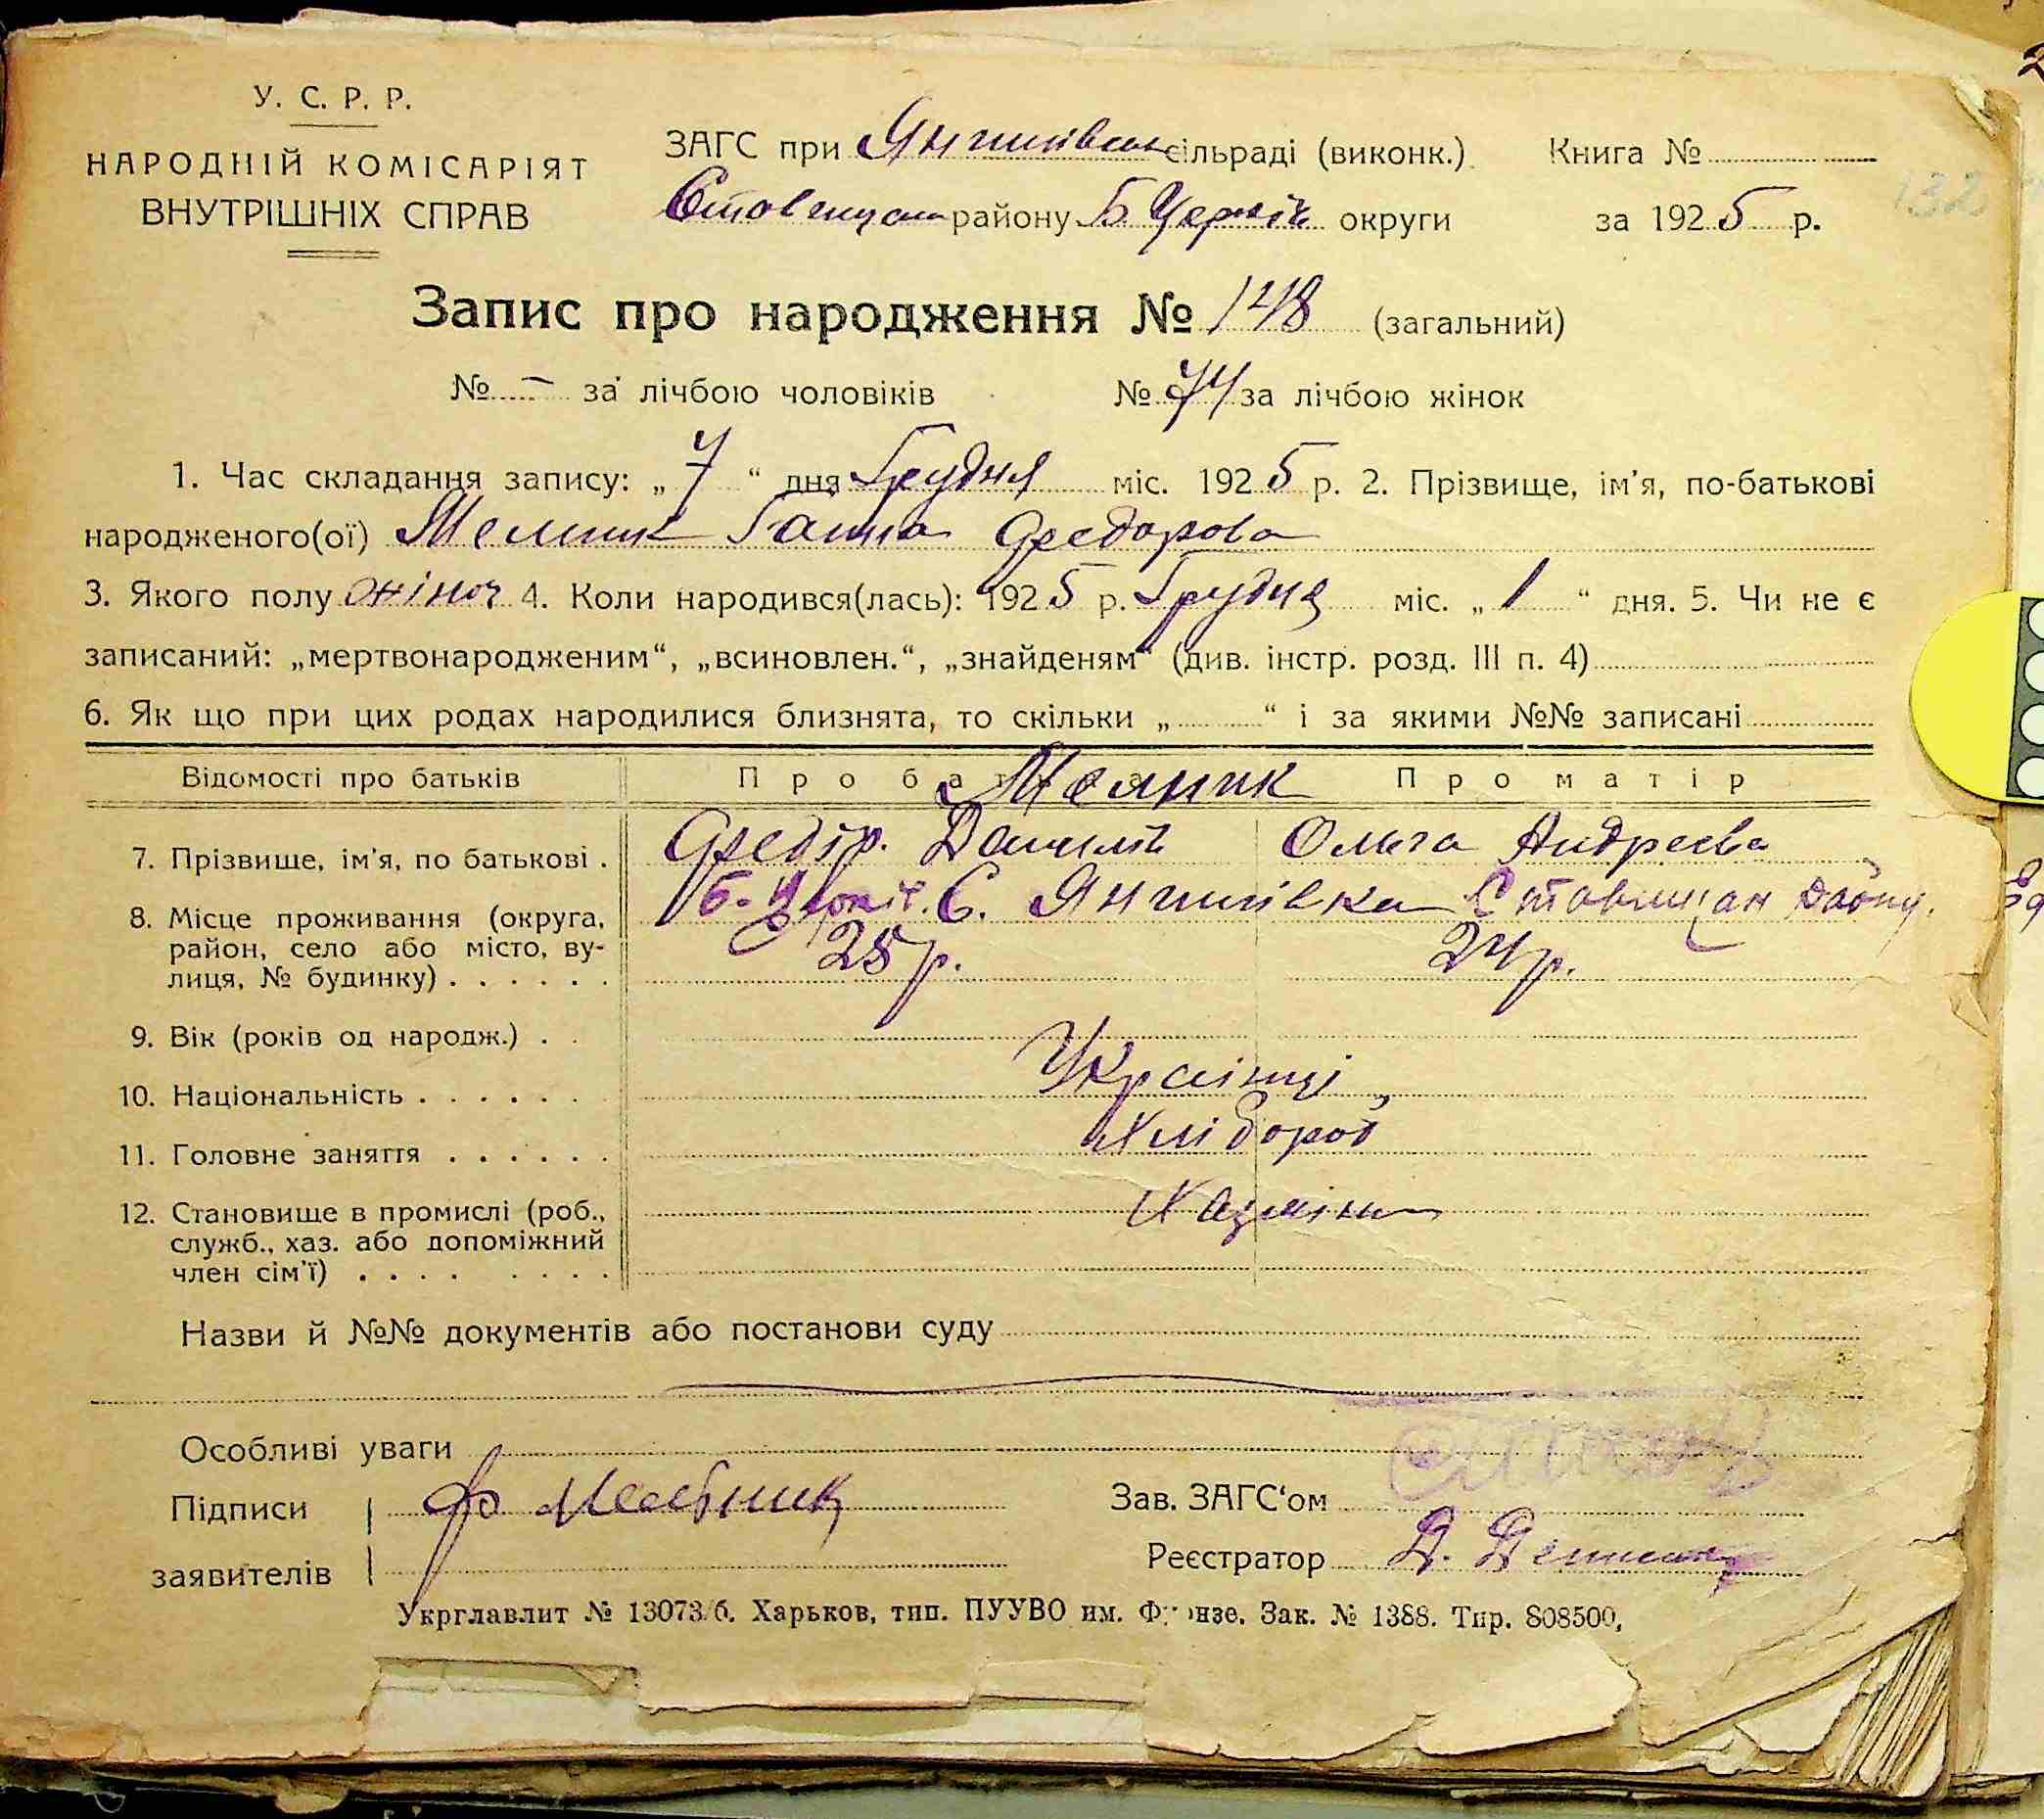 У. С. Р. Р.
НАРОДНІЙ КОМІСАРІЯТ
ВНУТРІШНІХ СПРАВ
ЗАГС при Янишівськ сільраді (виконк.) Книга №
Ставищан району Б. Церків округи за 1925 р.
132
Запис про народження № 148 (загальний)
№ – за лічбою чоловіків № 74 за лічбою жінок
1. Час складання запису: „ 7 “ дня Грудня міс. 1925 р. 2. Прізвище, ім'я, по-батькові
народженого(ої) Мельник Ганна Федорова
3. Якого полу жіноч 4. Коли народився(лась): 1925 р. Грудня міс. „ 1 “ дня. 5. Чи не є
записаний: „мертвонародженим“, „всиновлен.“, „знайденям“ (див. інстр. розд. III п. 4)
6. Як що при цих родах народилися близнята, то скільки „ “ і за якими №№ записані
Відомості про батьків Про батька Про матір
Мелник
7. Прізвище, ім'я, по батькові . Федір. Данилів Ольга Андреєва
8. Місце проживання (округа, Б-Церків. С. Янишівка Ставищан району.
район, село або місто, ву- 25 р. 24 р.
лиця, № будинку) . . . . . .
9. Вік (років од народж.) . .
10. Національність . . . . . . Українці
11. Головне заняття . . . . . . Хлібороб
12. Становище в промислі (роб.,
служб., хаз. або допоміжний
член сім'ї) . . . . . . . .
Назви й №№ документів або постанови суду
Особливі уваги
Підписи Ф Мельник Зав. ЗАГС‘ом
заявителів Реєстратор Д.
Укрглавлит № 13073/б. Харьков, тип. ПУУВО им. Фрунзе. Зак. № 1388. Тир. 808500,